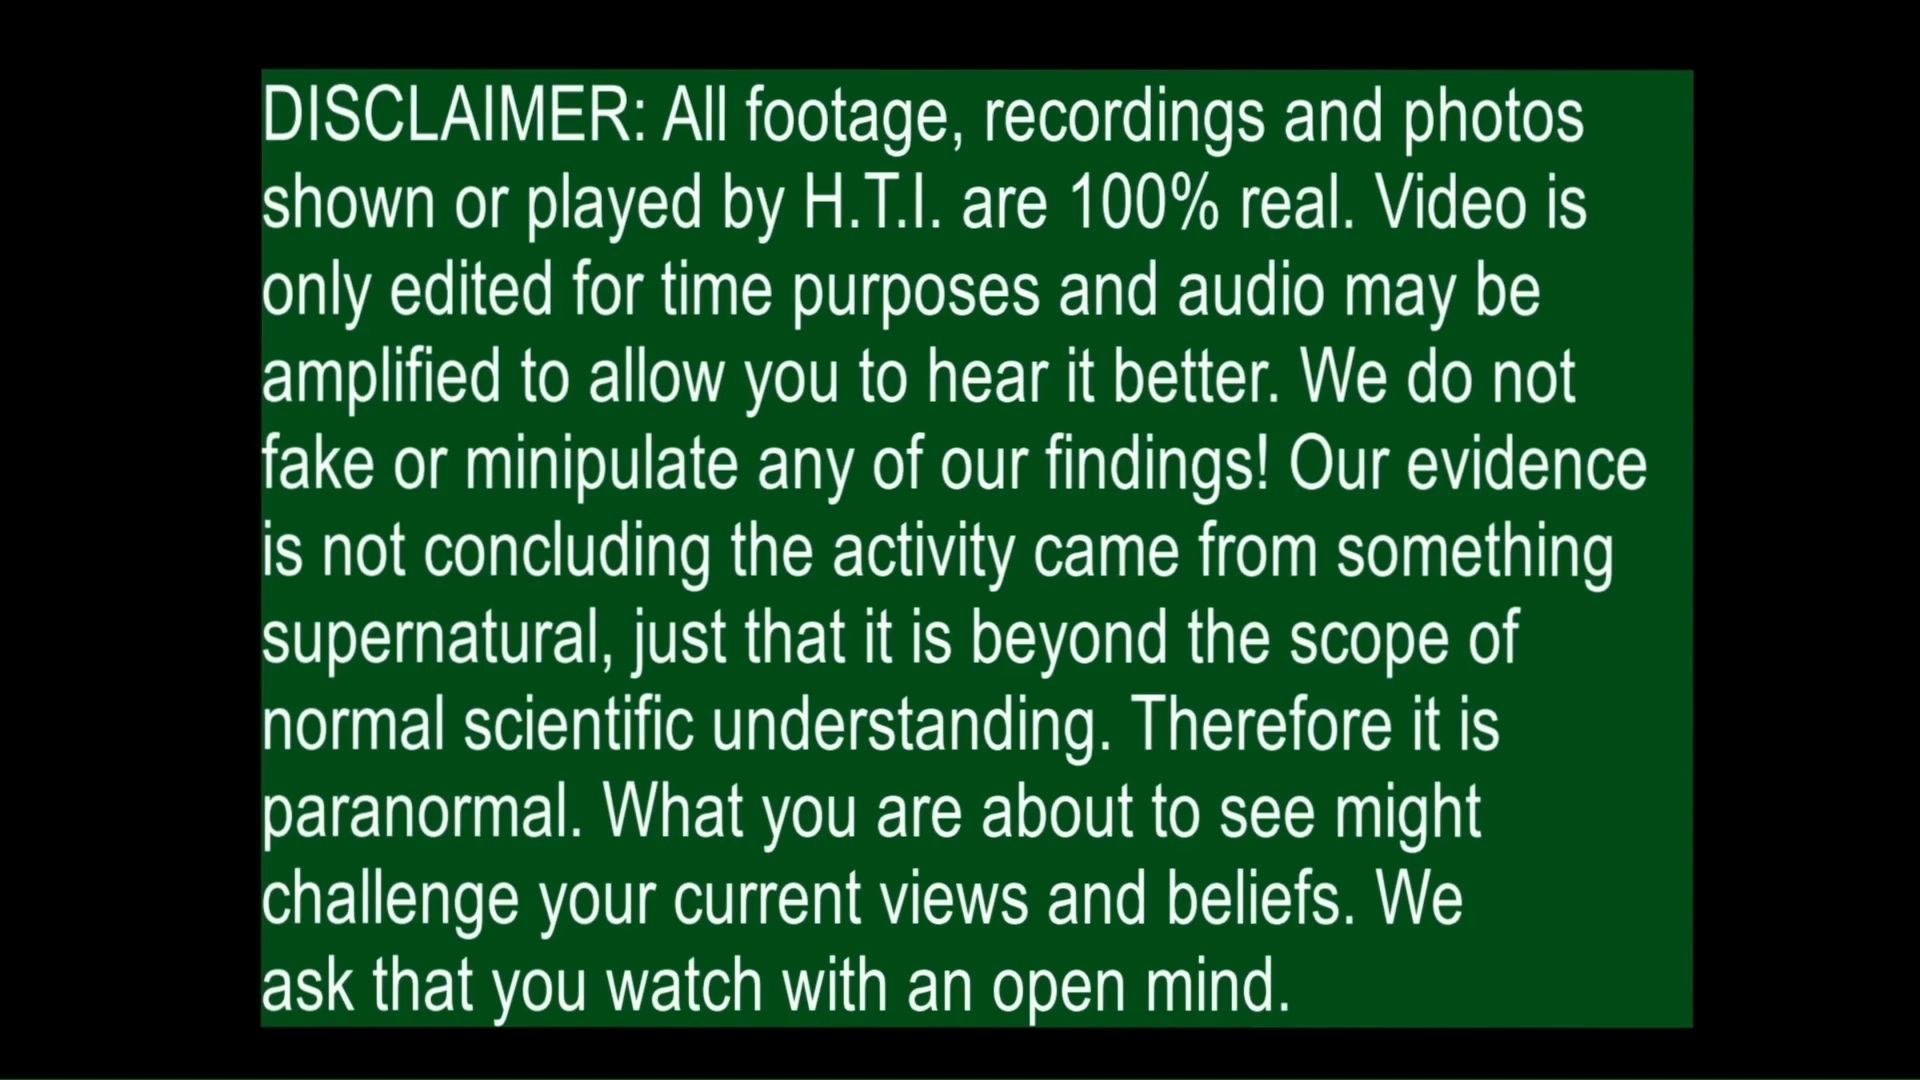 DISCLAIMER: All footage, recordings and photos
shown or played by H.T.I. are 100% real. Video is
only edited for time purposes and audio may be
amplified to allow you to hear it better. We do not
fake or minipulate any of our findings! Our evidence
is not concluding the activity came from something
supernatural, just that it is beyond the scope of
normal scientific understanding. Therefore it is
paranormal. What you are about to see might
challenge your current views and beliefs. We
ask that you watch with an open mind.